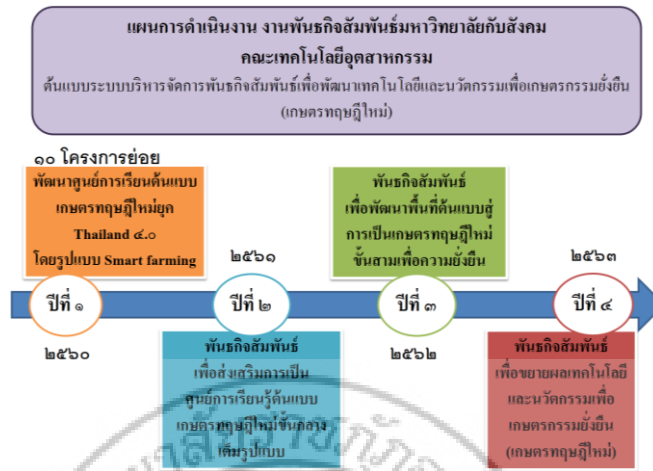 แผนการดำเนินงาน งานพันธกิจสัมพันธ์มหาวิทยาลัยกับสังคม
คณะเทคโนโลยีอุตสาหกรรม
ต้นแบบระบบบริหารจัดการพันธกิจสัมพันธ์เพื่อพัฒนาเทคโนโลยีและนวัตกรรมเพื่อเกษตรกรรมยั่งยืน
(เกษตรทฤษฎีใหม่)
๑๐ โครงการย่อย
พัฒนาศูนย์การเรียนต้นแบบ
เกษตรทฤษฎีใหม่ยุค
Thailand ๔.๐
โดยรูปแบบ Smart farming
ปีที่ ๑
๒๕๖๐
๒๕๖๑
ปีที่ ๒
พันธกิจสัมพันธ์
เพื่อส่งเสริมการเป็น
ศูนย์การเรียนรู้ต้นแบบ
เกษตรทฤษฎีใหม่ขั้นกลาง
เต็มรูปแบบ
พันธกิจสัมพันธ์
เพื่อพัฒนาพื้นที่ต้นแบบสู่
การเป็นเกษตรทฤษฎีใหม่
ขั้นสามเพื่อความยั่งยืน
ปีที่ ๓
๒๕๖๒
๒๕๖๓
ปีที่ ๔
พันธกิจสัมพันธ์
เพื่อขยายผลเทคโนโลยี
และนวัตกรรมเพื่อ
เกษตรกรรมยั่งยืน
(เกษตรทฤษฎีใหม่)